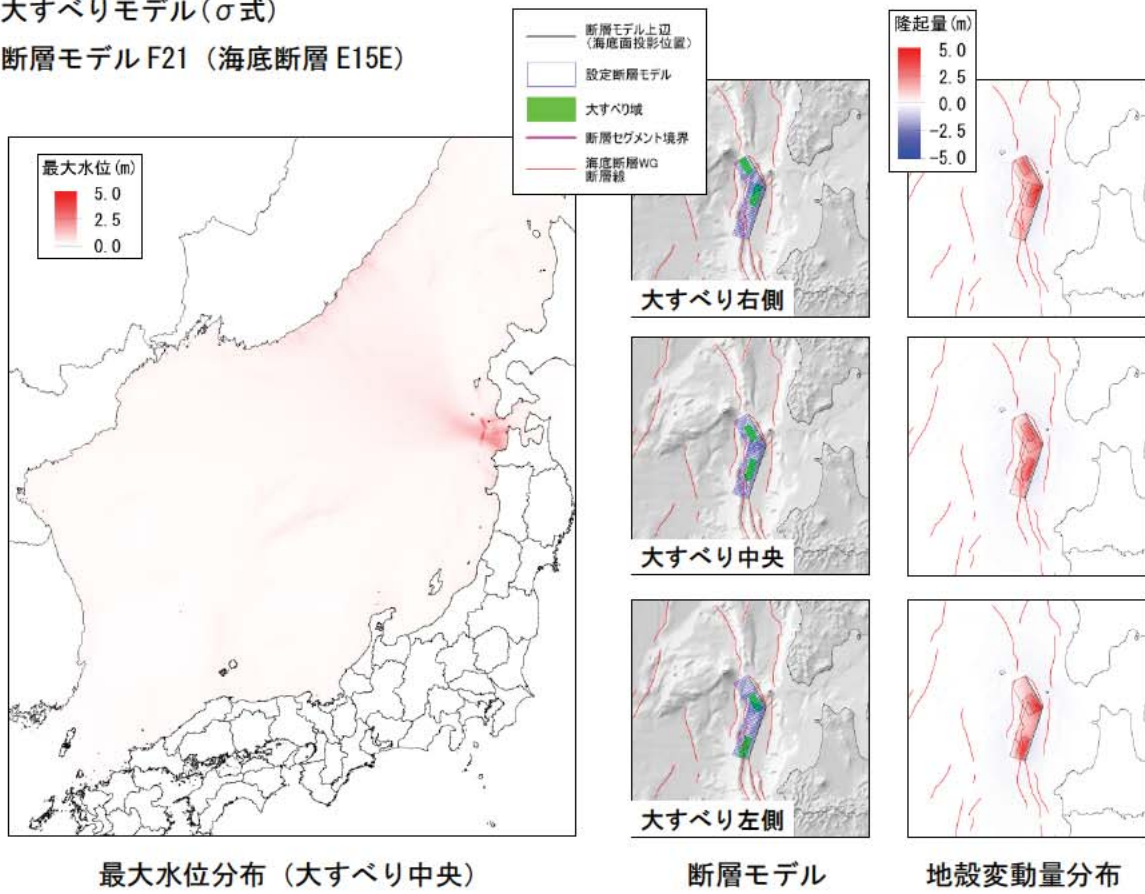 大すべりモデル(σ式)
断層モデル F21(海底断層 E15E)
断層モデル上辺
(海底面投影位置)
設定断層モデル
大すべり域
断層セグメント境界
海底断層WG
断層線
隆起量(m)
5.0
2.5
0.0
-2.5
-5.0
最大水位(m)
5.0
2.5
0.0
大すべり右側
大すべり中央
大すべり左側
最大水位分布(大すべり中央)
断層モデル
地殻変動量分布